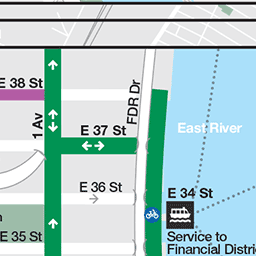 E 38 St
1 Av
FDR Dr
E 37 St
East River
E 36 St
E 34 St
E 35 St
Service to
Financial Distri